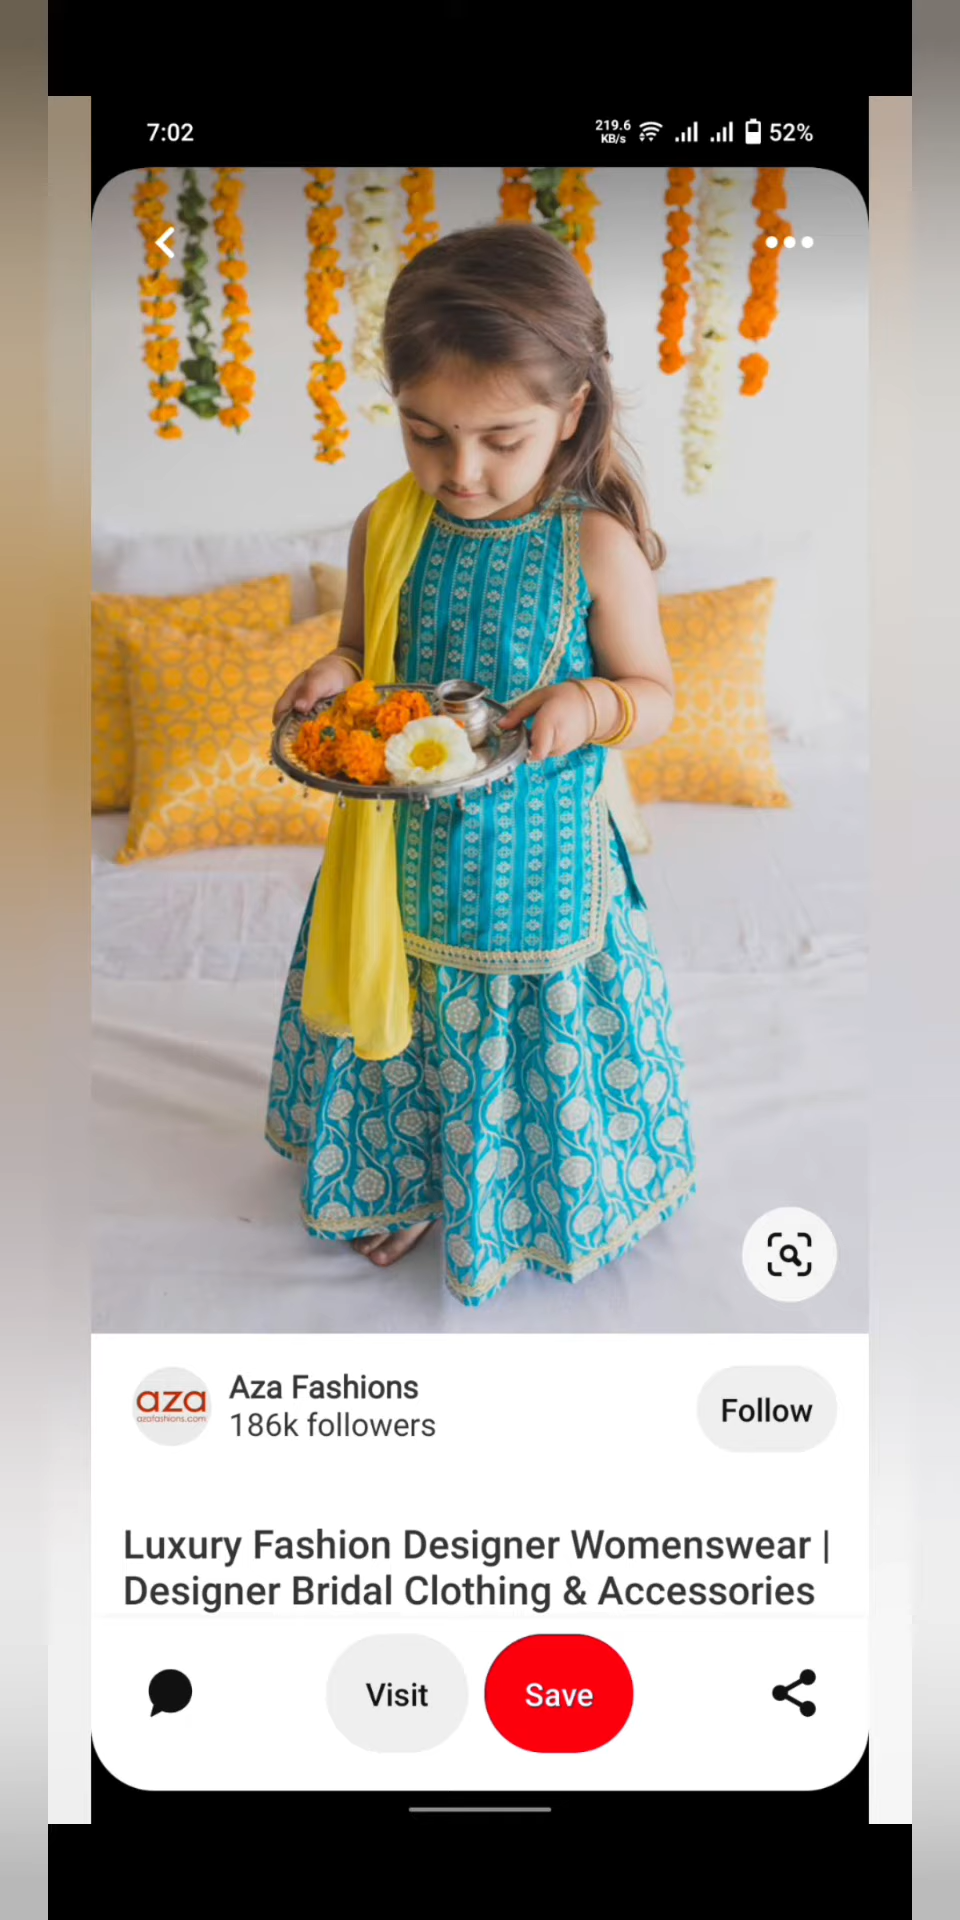 7:02
219.6
KB/s
52%
aza
azafashions.com
Aza Fashions
186k followers
Follow
Luxury Fashion Designer Womenswear |
Designer Bridal Clothing & Accessories
Visit
Save